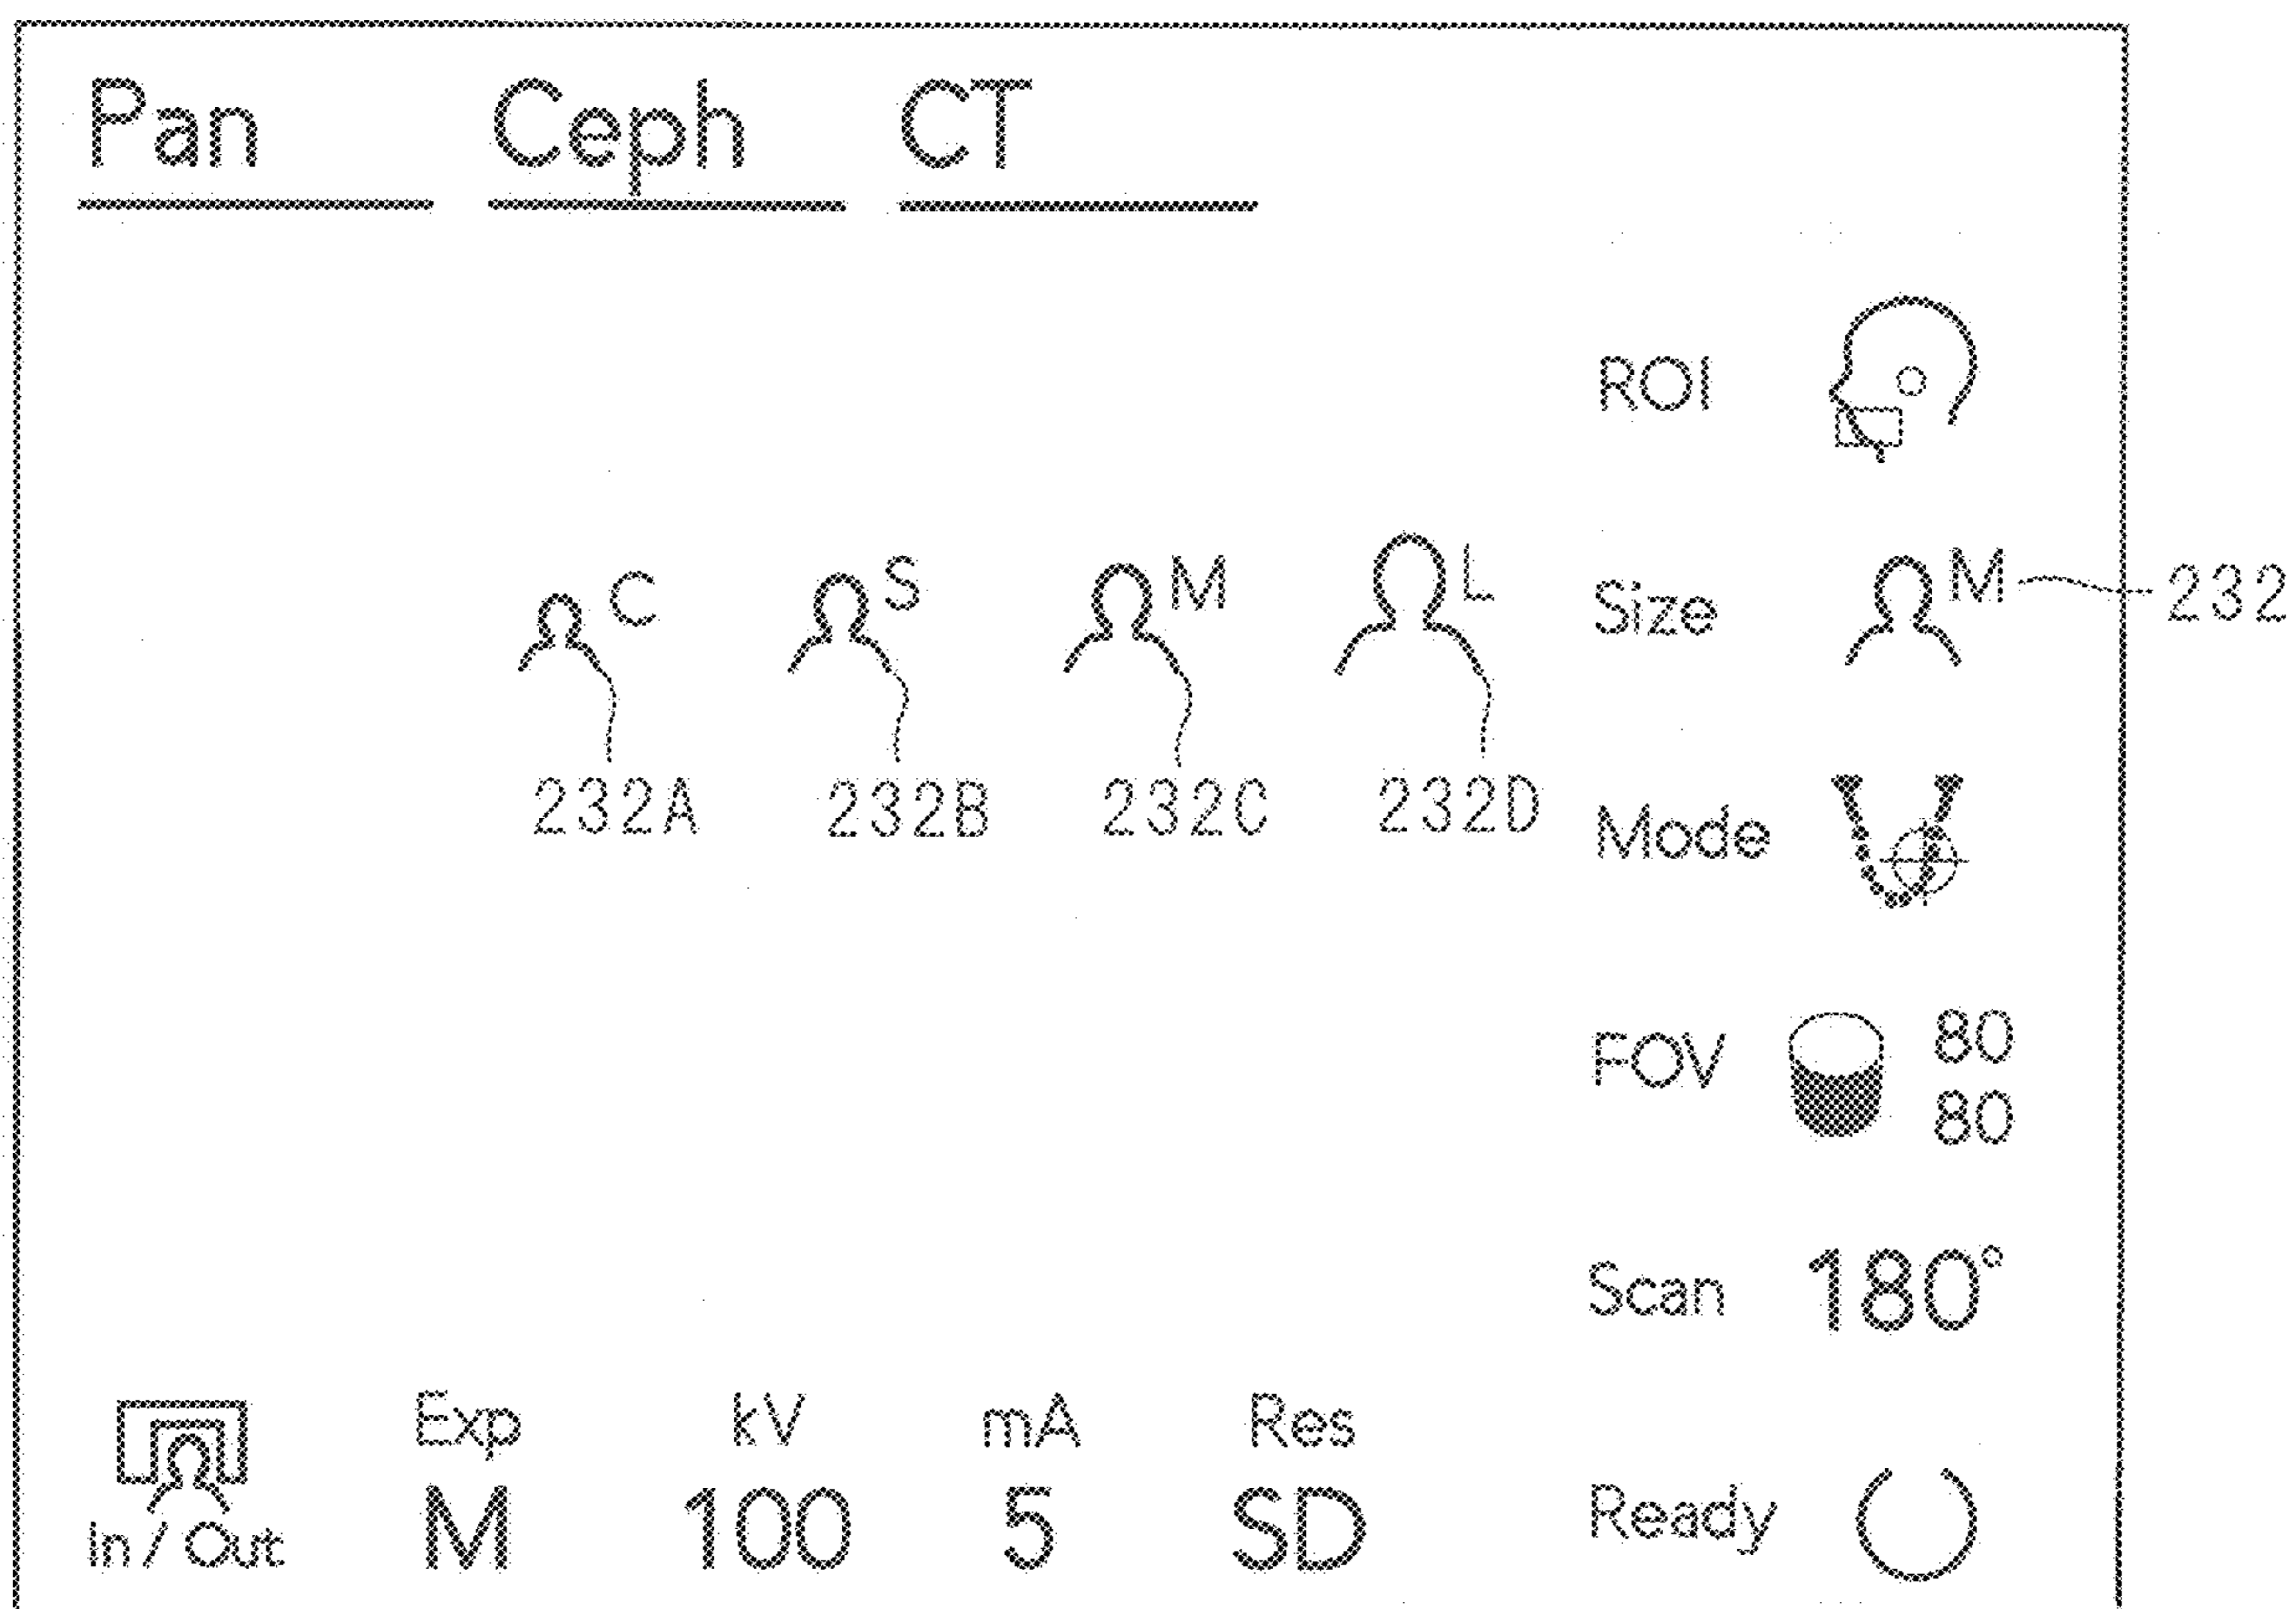 Pan Ceph CT
ROI
C S M L
Size M 232
232A 232B 232C 232D
Mode
FOV 80
80
Scan 180°
Exp kV mA Res
In / Out M 100 5 SD Ready